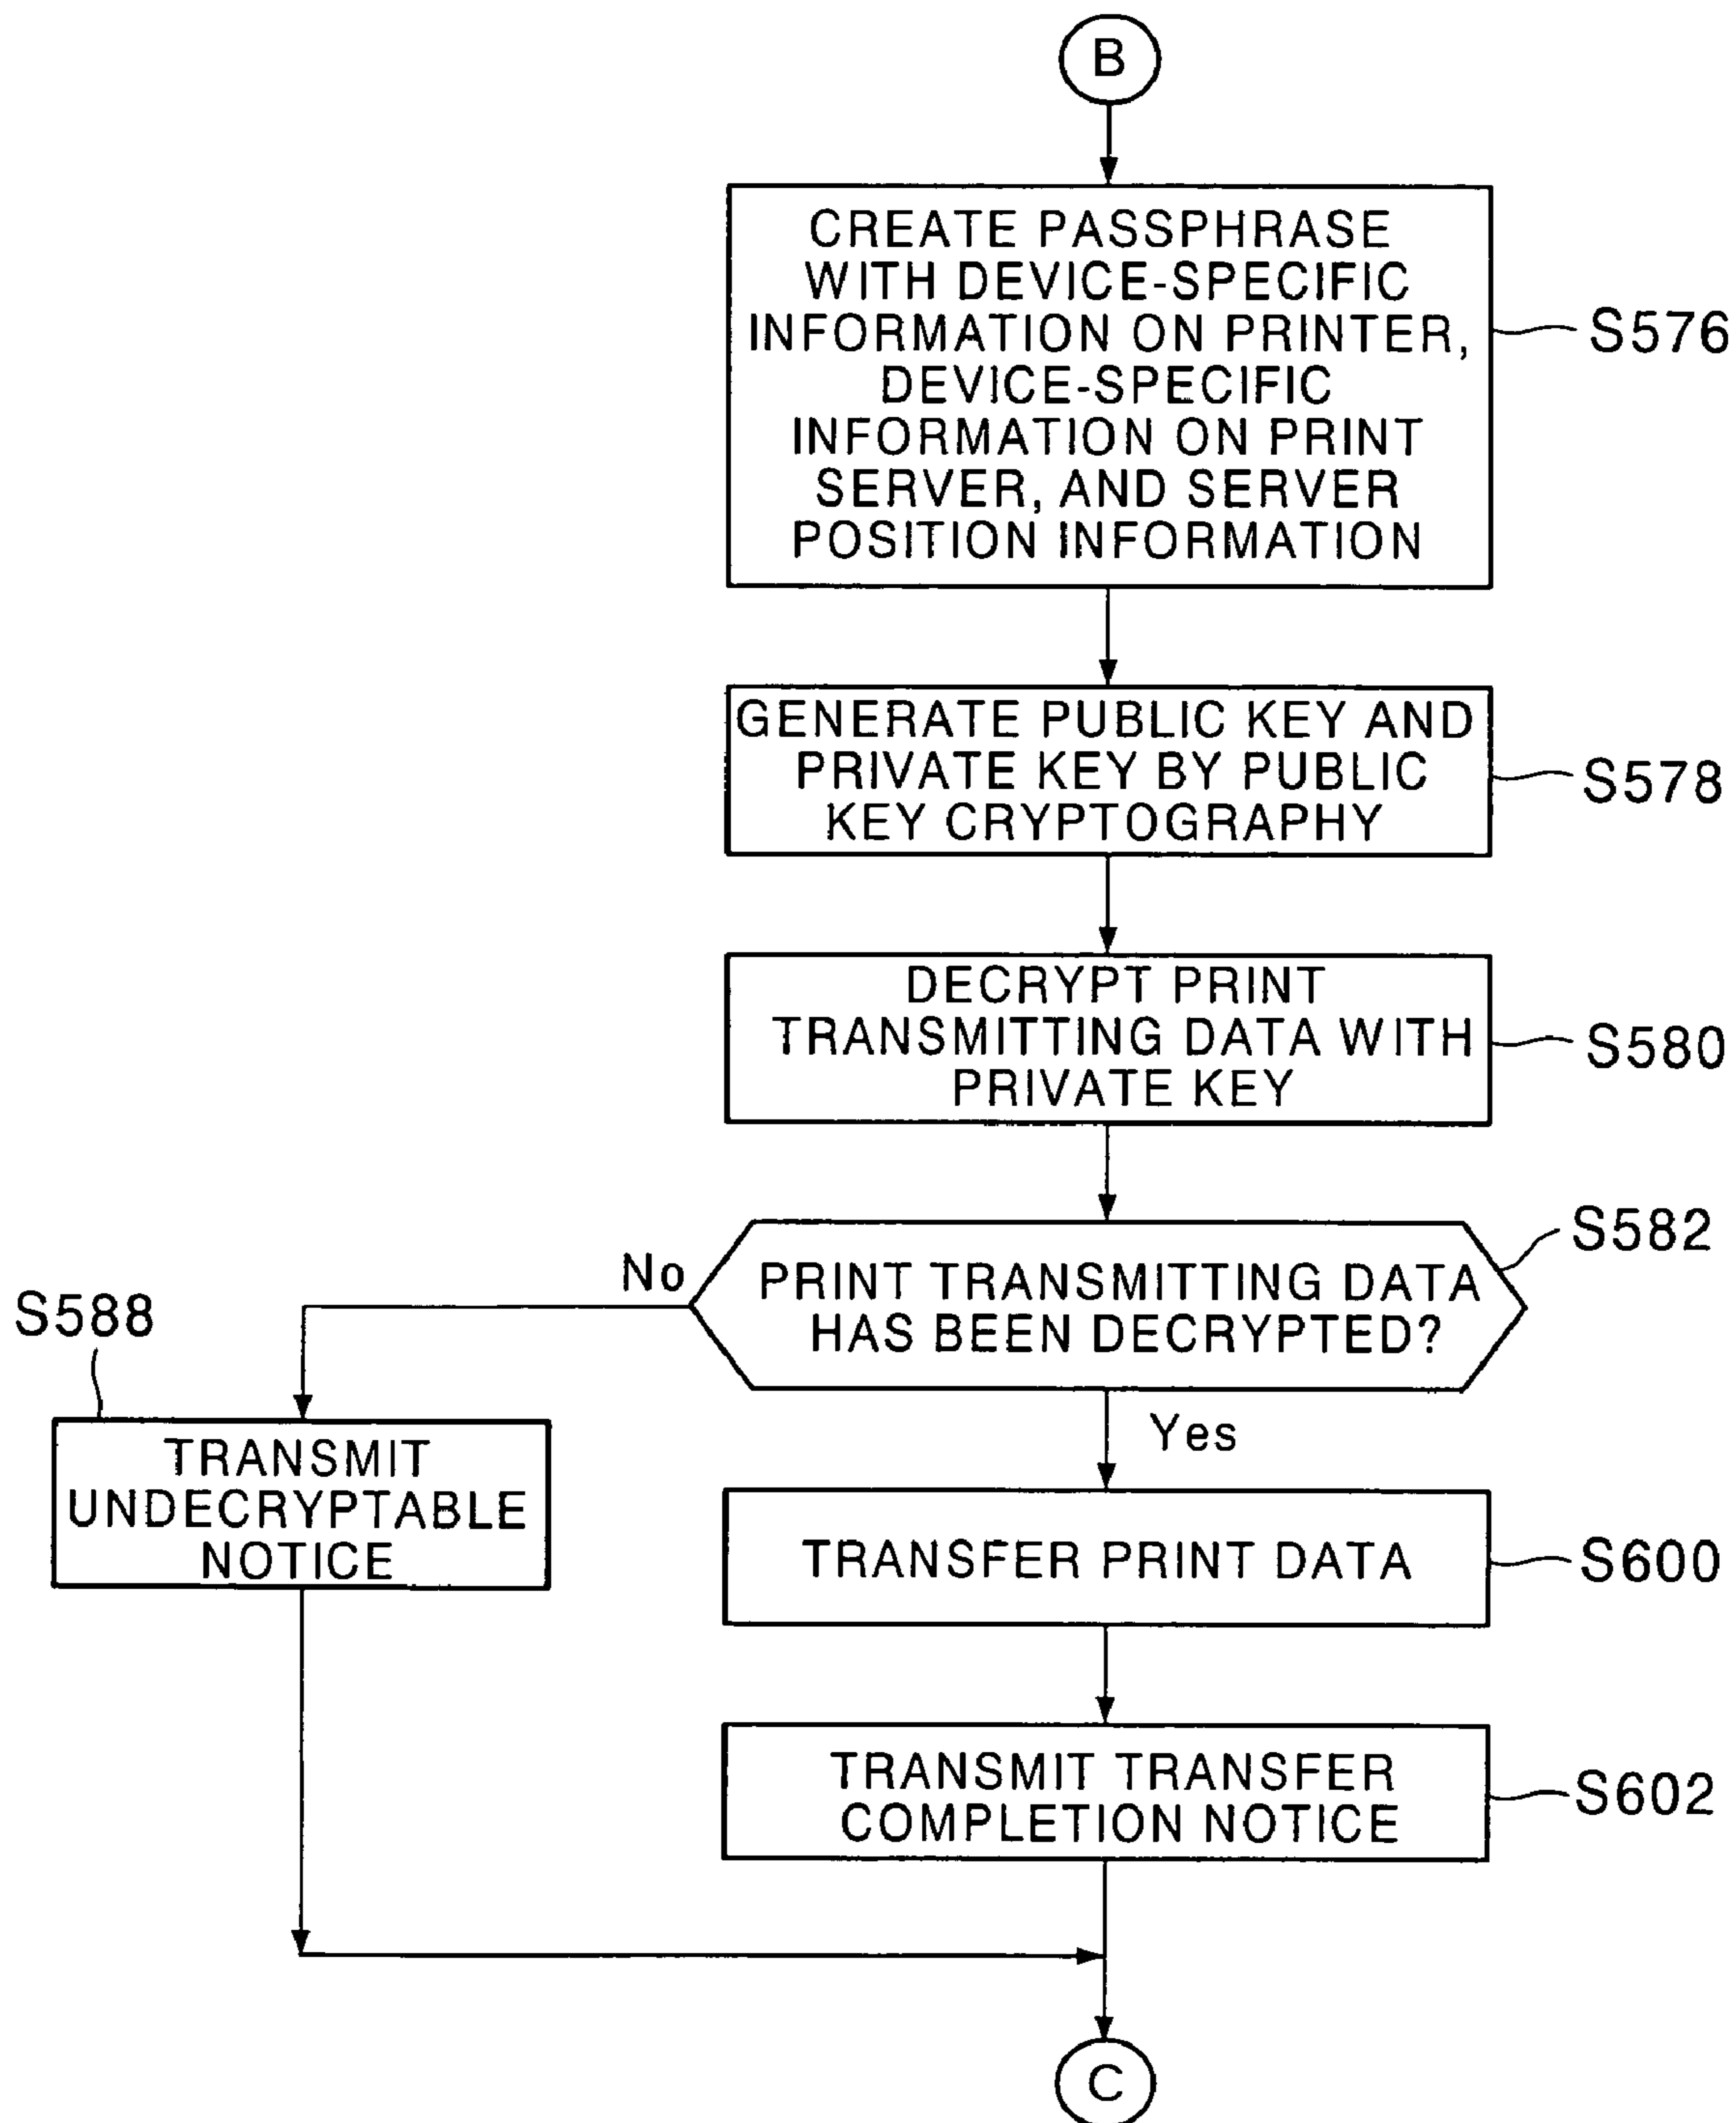 B
CREATE PASSPHRASE
WITH DEVICE-SPECIFIC
INFORMATION ON PRINTER,
DEVICE-SPECIFIC
INFORMATION ON PRINT
SERVER, AND SERVER
POSITION INFORMATION
S576
GENERATE PUBLIC KEY AND
PRIVATE KEY BY PUBLIC
KEY CRYPTOGRAPHY
S578
DECRYPT PRINT
TRANSMITTING DATA WITH
PRIVATE KEY
S580
S582
No
PRINT TRANSMITTING DATA
HAS BEEN DECRYPTED?
S588
TRANSMIT
UNDECRYPTABLE
NOTICE
Yes
TRANSFER PRINT DATA
S600
TRANSMIT TRANSFER
COMPLETION NOTICE
S602
C